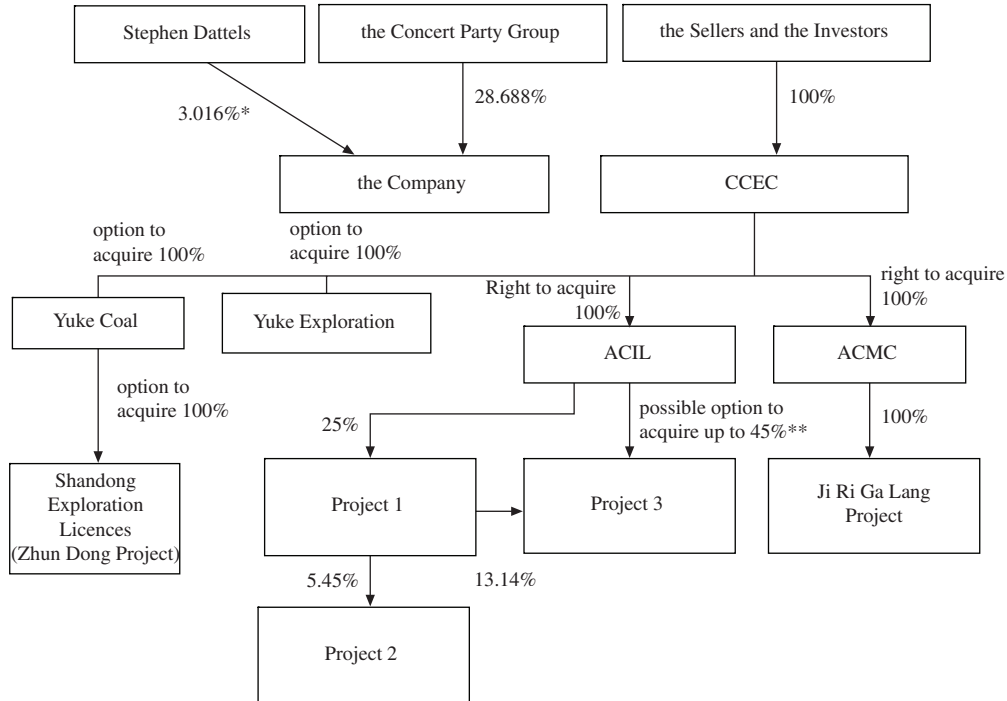 Stephen Dattels
the Concert Party Group
the Sellers and the Investors
3.016%*
28.688%
100%
the Company
CCEC
option to
acquire 100%
option to
acquire 100%
Right to acquire
100%
right to acquire
100%
Yuke Coal
Yuke Exploration
ACIL
ACMC
option to
acquire 100%
25%
possible option to
acquire up to 45%**
100%
Shandong
Exploration
Licences
(Zhun Dong Project)
Project 1
Project 3
Ji Ri Ga Lang
Project
5.45%
13.14%
Project 2